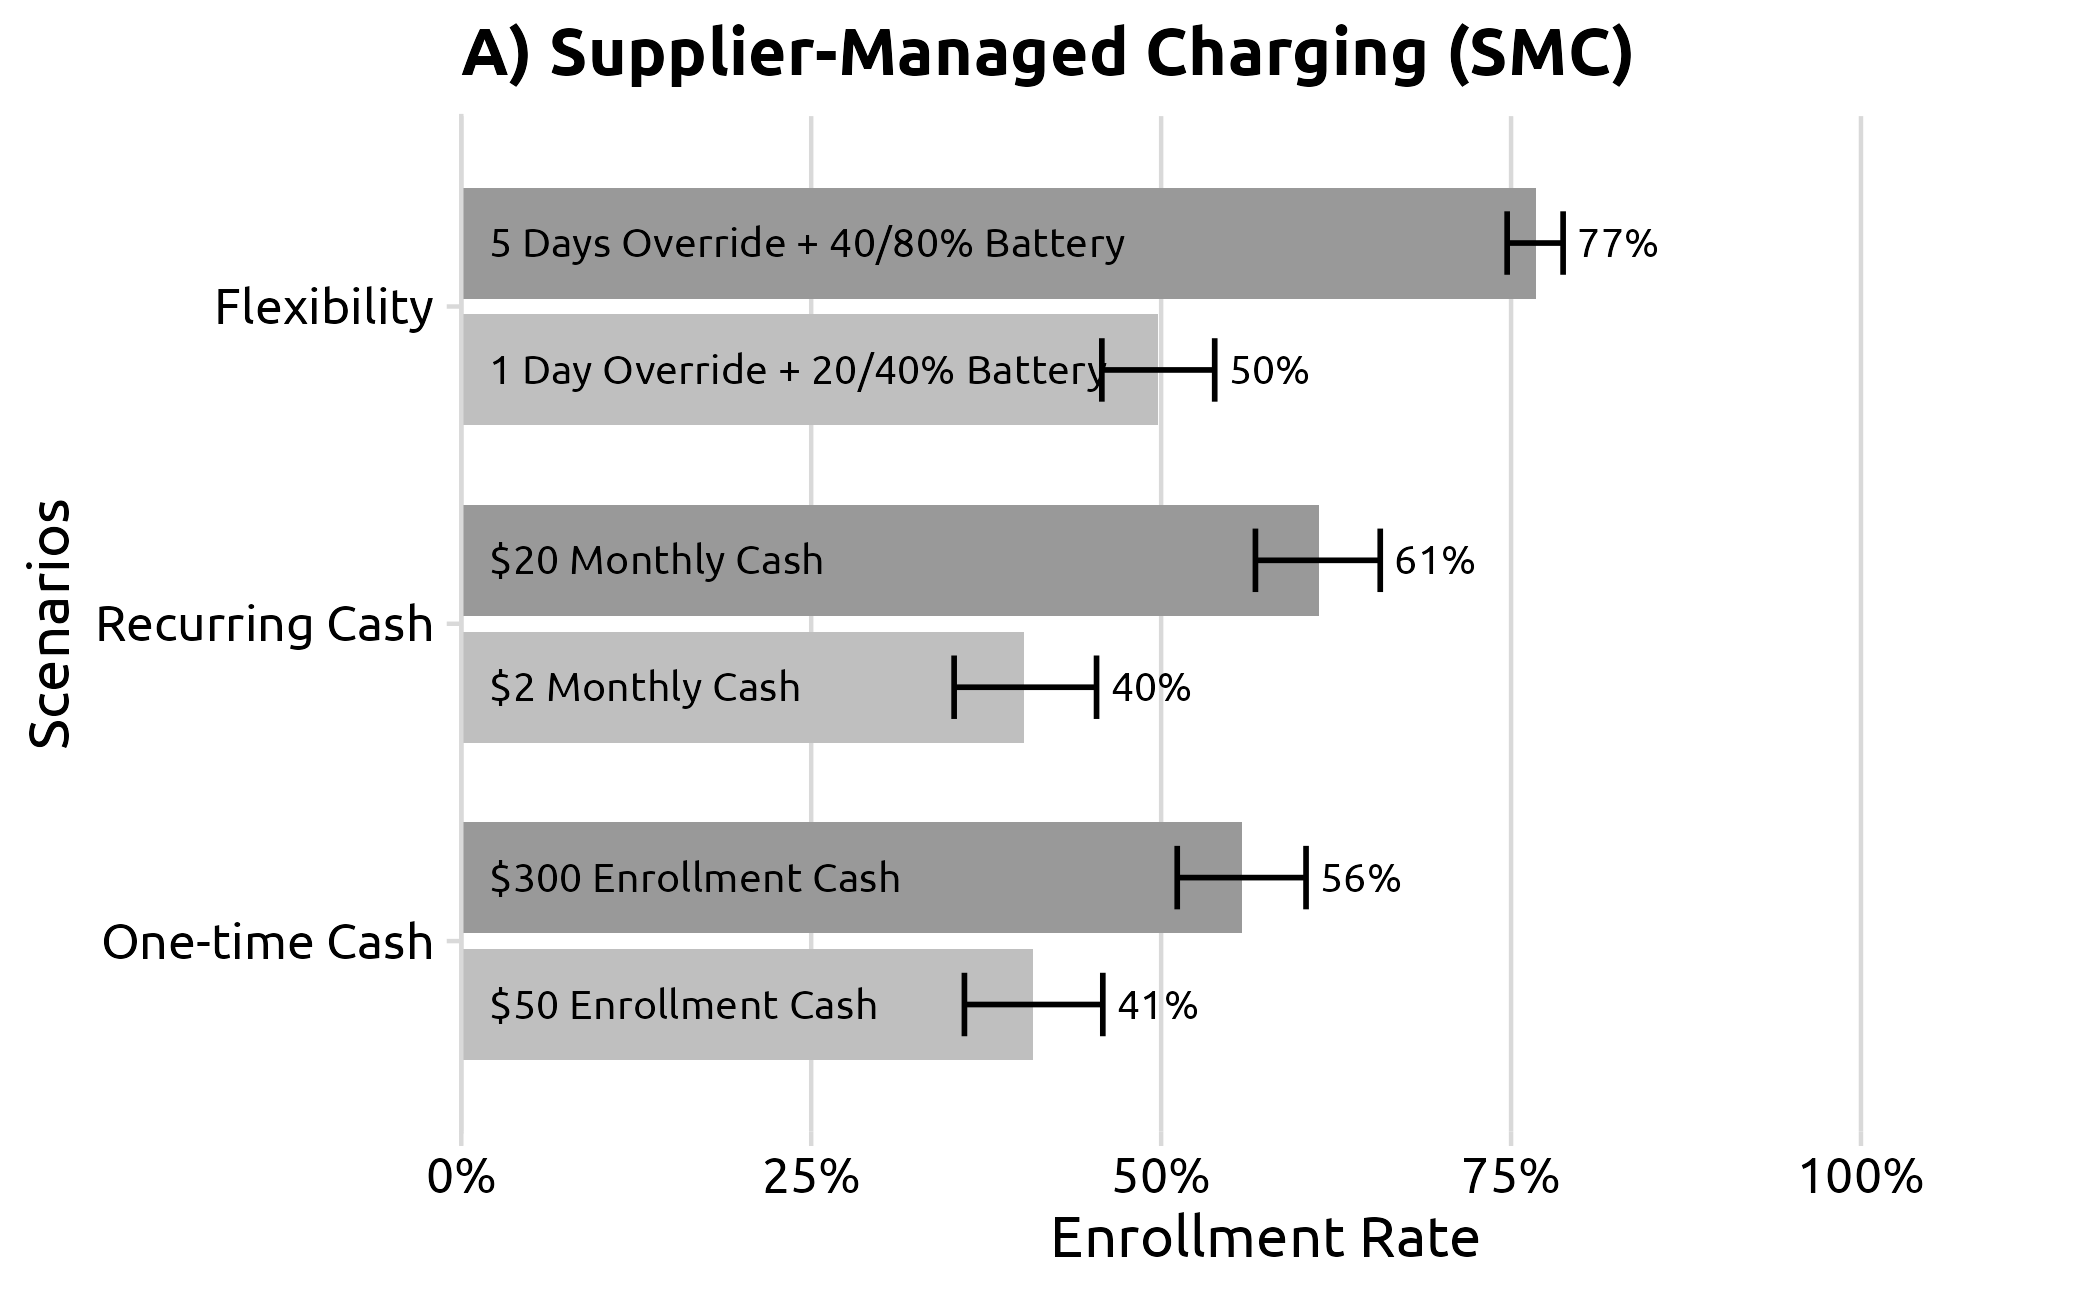 A) Supplier-Managed Charging (SMC)
5 Days Override + 40/80% Battery
77%
Flexibility
1 Day Override + 20/40% Battery
50%
Scenarios
$20 Monthly Cash
61%
Recurring Cash
$2 Monthly Cash
40%
$300 Enrollment Cash
56%
One-time Cash
$50 Enrollment Cash
41%
0%
25%
50%
75%
100%
Enrollment Rate